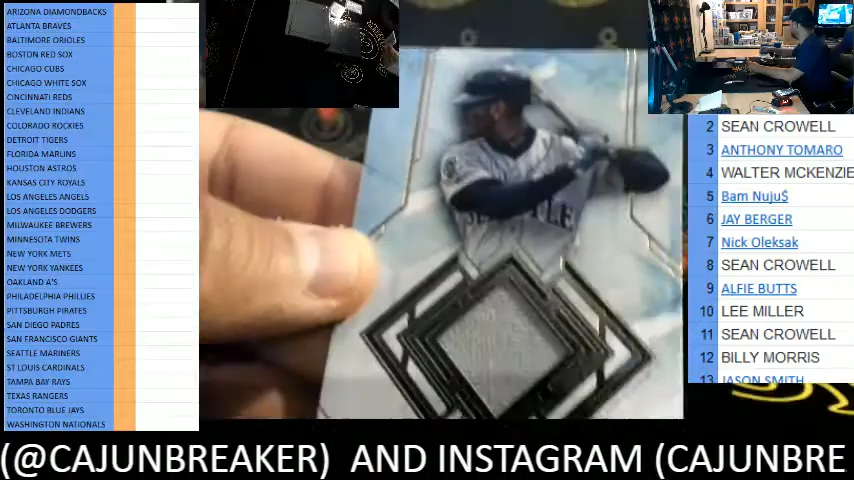 ARIZONA DIAMONDBACKS
ATLANTA BRAVES
BALTIMORE ORIOLES
BOSTON RED SOX
CHICAGO CUBS
CHICAGO WHITE SOX
CINCINNATI REDS
CLEVELAND INDIANS
COLORADO ROCKIES
DETROIT TIGERS
FLORIDA MARLINS
HOUSTON ASTROS
KANSAS CITY ROYALS
LOS ANGELES ANGELS
LOS ANGELES DODGERS
MILWAUKEE BREWERS
MINNESOTA TWINS
NEW YORK METS
NEW YORK YANKEES
OAKLAND A'S
PHILADELPHIA PHILLIES
PITTSBURGH PIRATES
SAN DIEGO PADRES
SAN FRANCISCO GIANTS
SEATTLE MARINERS
ST LOUIS CARDINALS
TAMPA BAY RAYS
TEXAS RANGERS
TORONTO BLUE JAYS
WASHINGTON NATIONALS
SEATTLE
2 SEAN CROWELL
3 ANTHONY TOMARO
4 WALTER MCKENZIE
5 Bam Nuju$
6 JAY BERGER
7 Nick Oleksak
8 SEAN CROWELL
9 ALFIE BUTTS
10 LEE MILLER
11 SEAN CROWELL
12 BILLY MORRIS
13 JASON SMITH
(@CAJUNBREAKER) AND INSTAGRAM (CAJUNBRE